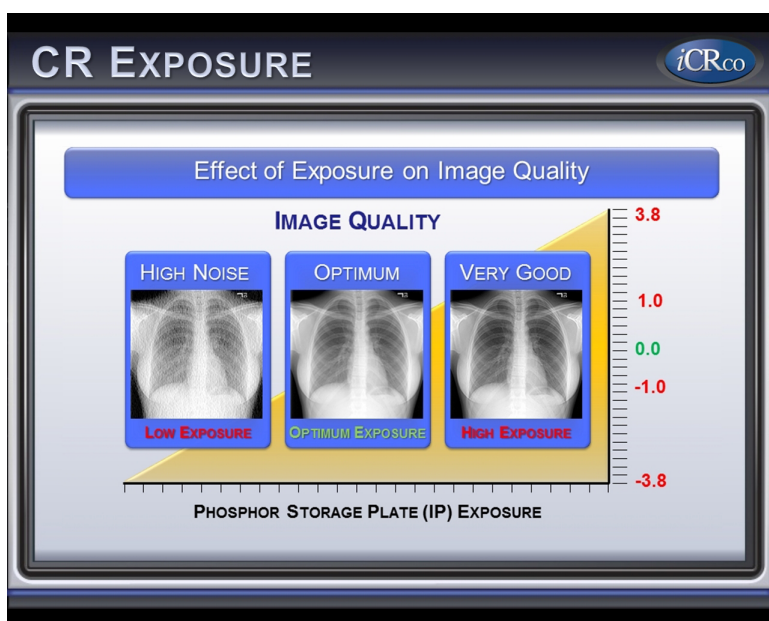 CR EXPOSURE
iCRco
Effect of Exposure on Image Quality
IMAGE QUALITY
HIGH NOISE
OPTIMUM
VERY GOOD
LOW EXPOSURE
OPTIMUM EXPOSURE
HIGH EXPOSURE
3.8
1.0
0.0
-1.0
-3.8
PHOSPHOR STORAGE PLATE (IP) EXPOSURE